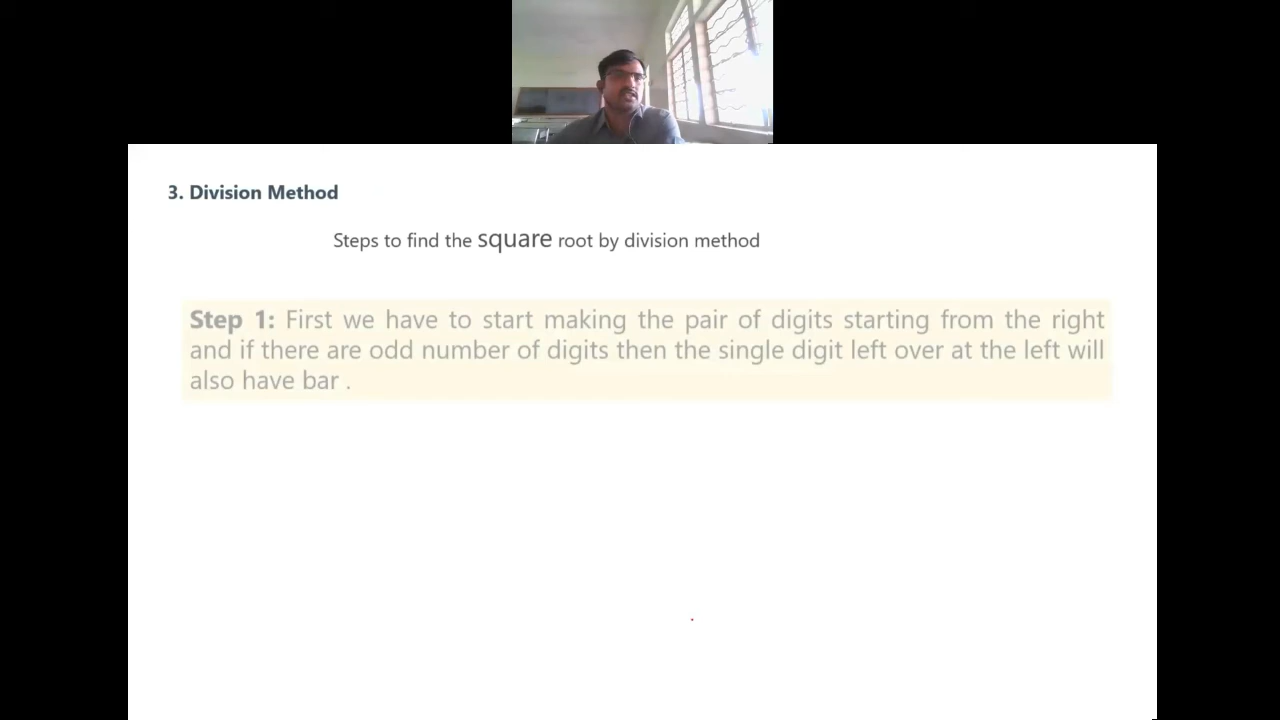 3. Division Method
Steps to find the square root by division method
Step 1: First we have to start making the pair of digits starting from the right
and if there are odd number of digits then the single digit left over at the left will
also have bar .